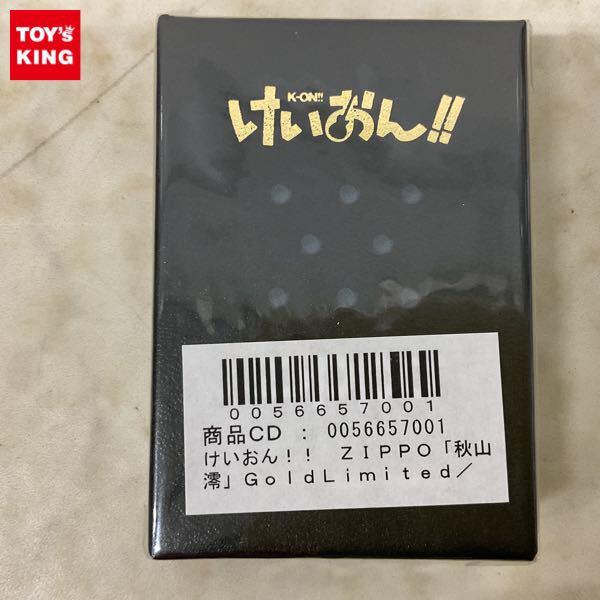 TOY's
KING
K-ON!!
けいおん!!
0056657001
商品CD : 0056657001
けいおん!! ZIPPO「秋山
澪」GoldLimited/